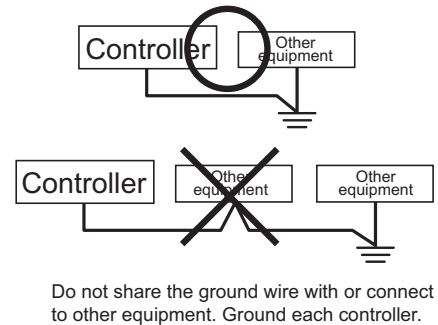 Controller
Other
equipment
Controller
Other
equipment
Other
equipment
Do not share the ground wire with or connect
to other equipment. Ground each controller.